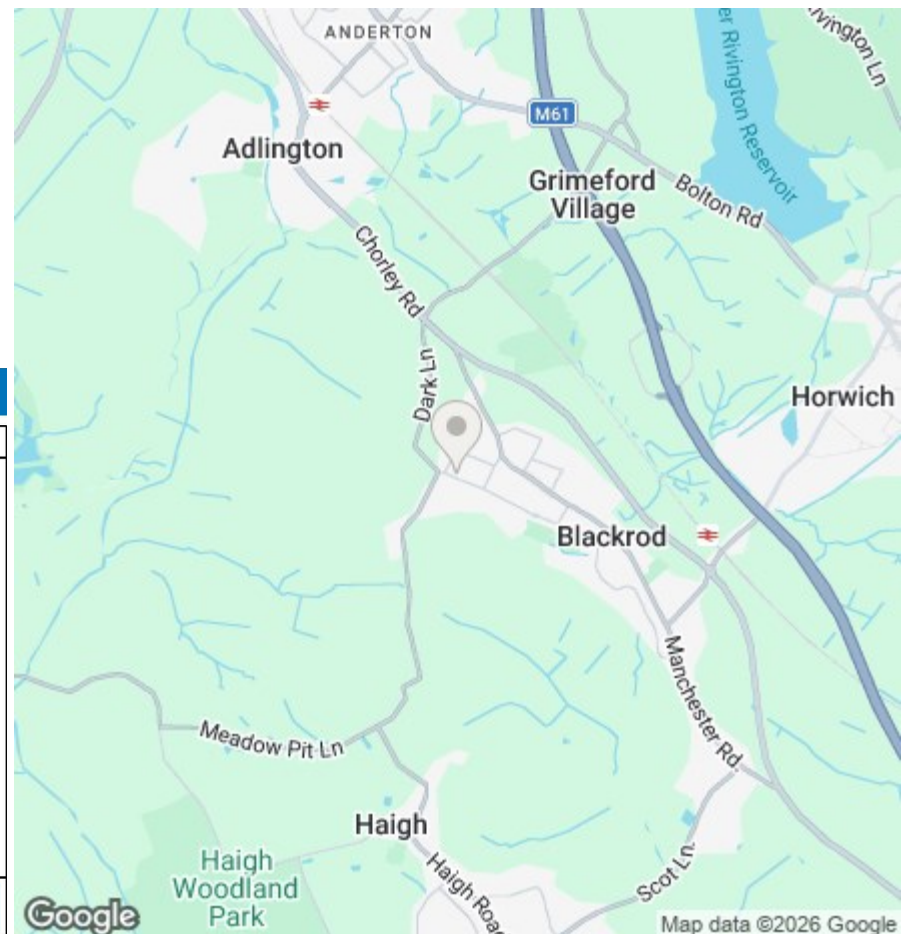 ANDERTON
Adlington
M61
Grimeford
Village
Bolton Rd
er Rivington Reservoir
Rivington Ln
Chorley Rd
Dark Ln
Horwich
Blackrod
Manchester Rd.
Meadow Pit Ln
Haigh
Haigh
Woodland
Park
Haigh Road
Scot Ln.
Google
Map data ©2026 Google